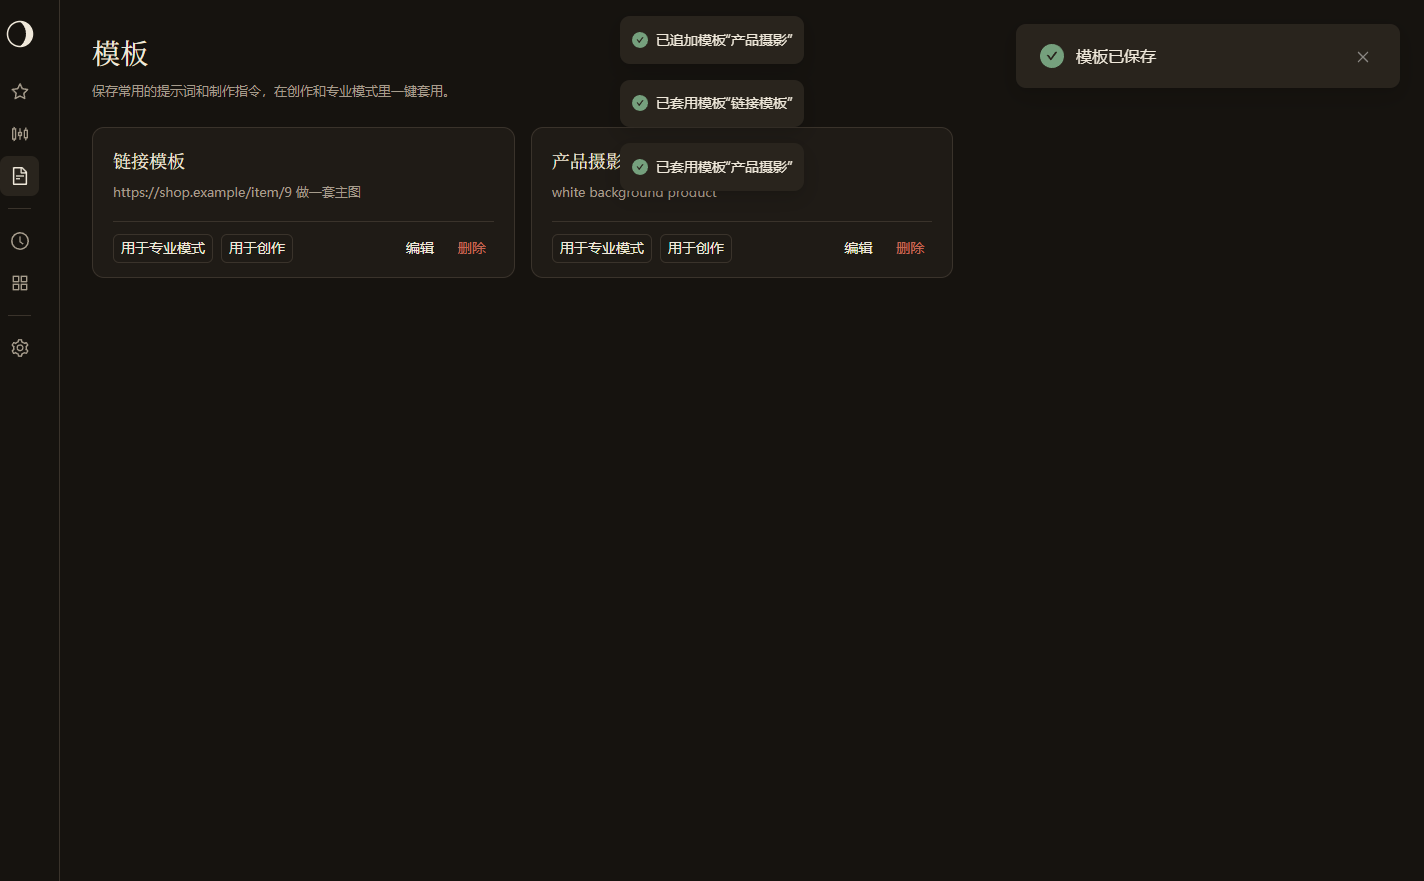 模板
保存常用的提示词和制作指令，在创作和专业模式里一键套用。
已追加模板“产品摄影”
已套用模板“链接模板”
已套用模板“产品摄影”
模板已保存
链接模板
https://shop.example/item/9 做一套主图
用于专业模式 用于创作 编辑 删除
产品摄影
white background product
用于专业模式 用于创作 编辑 删除